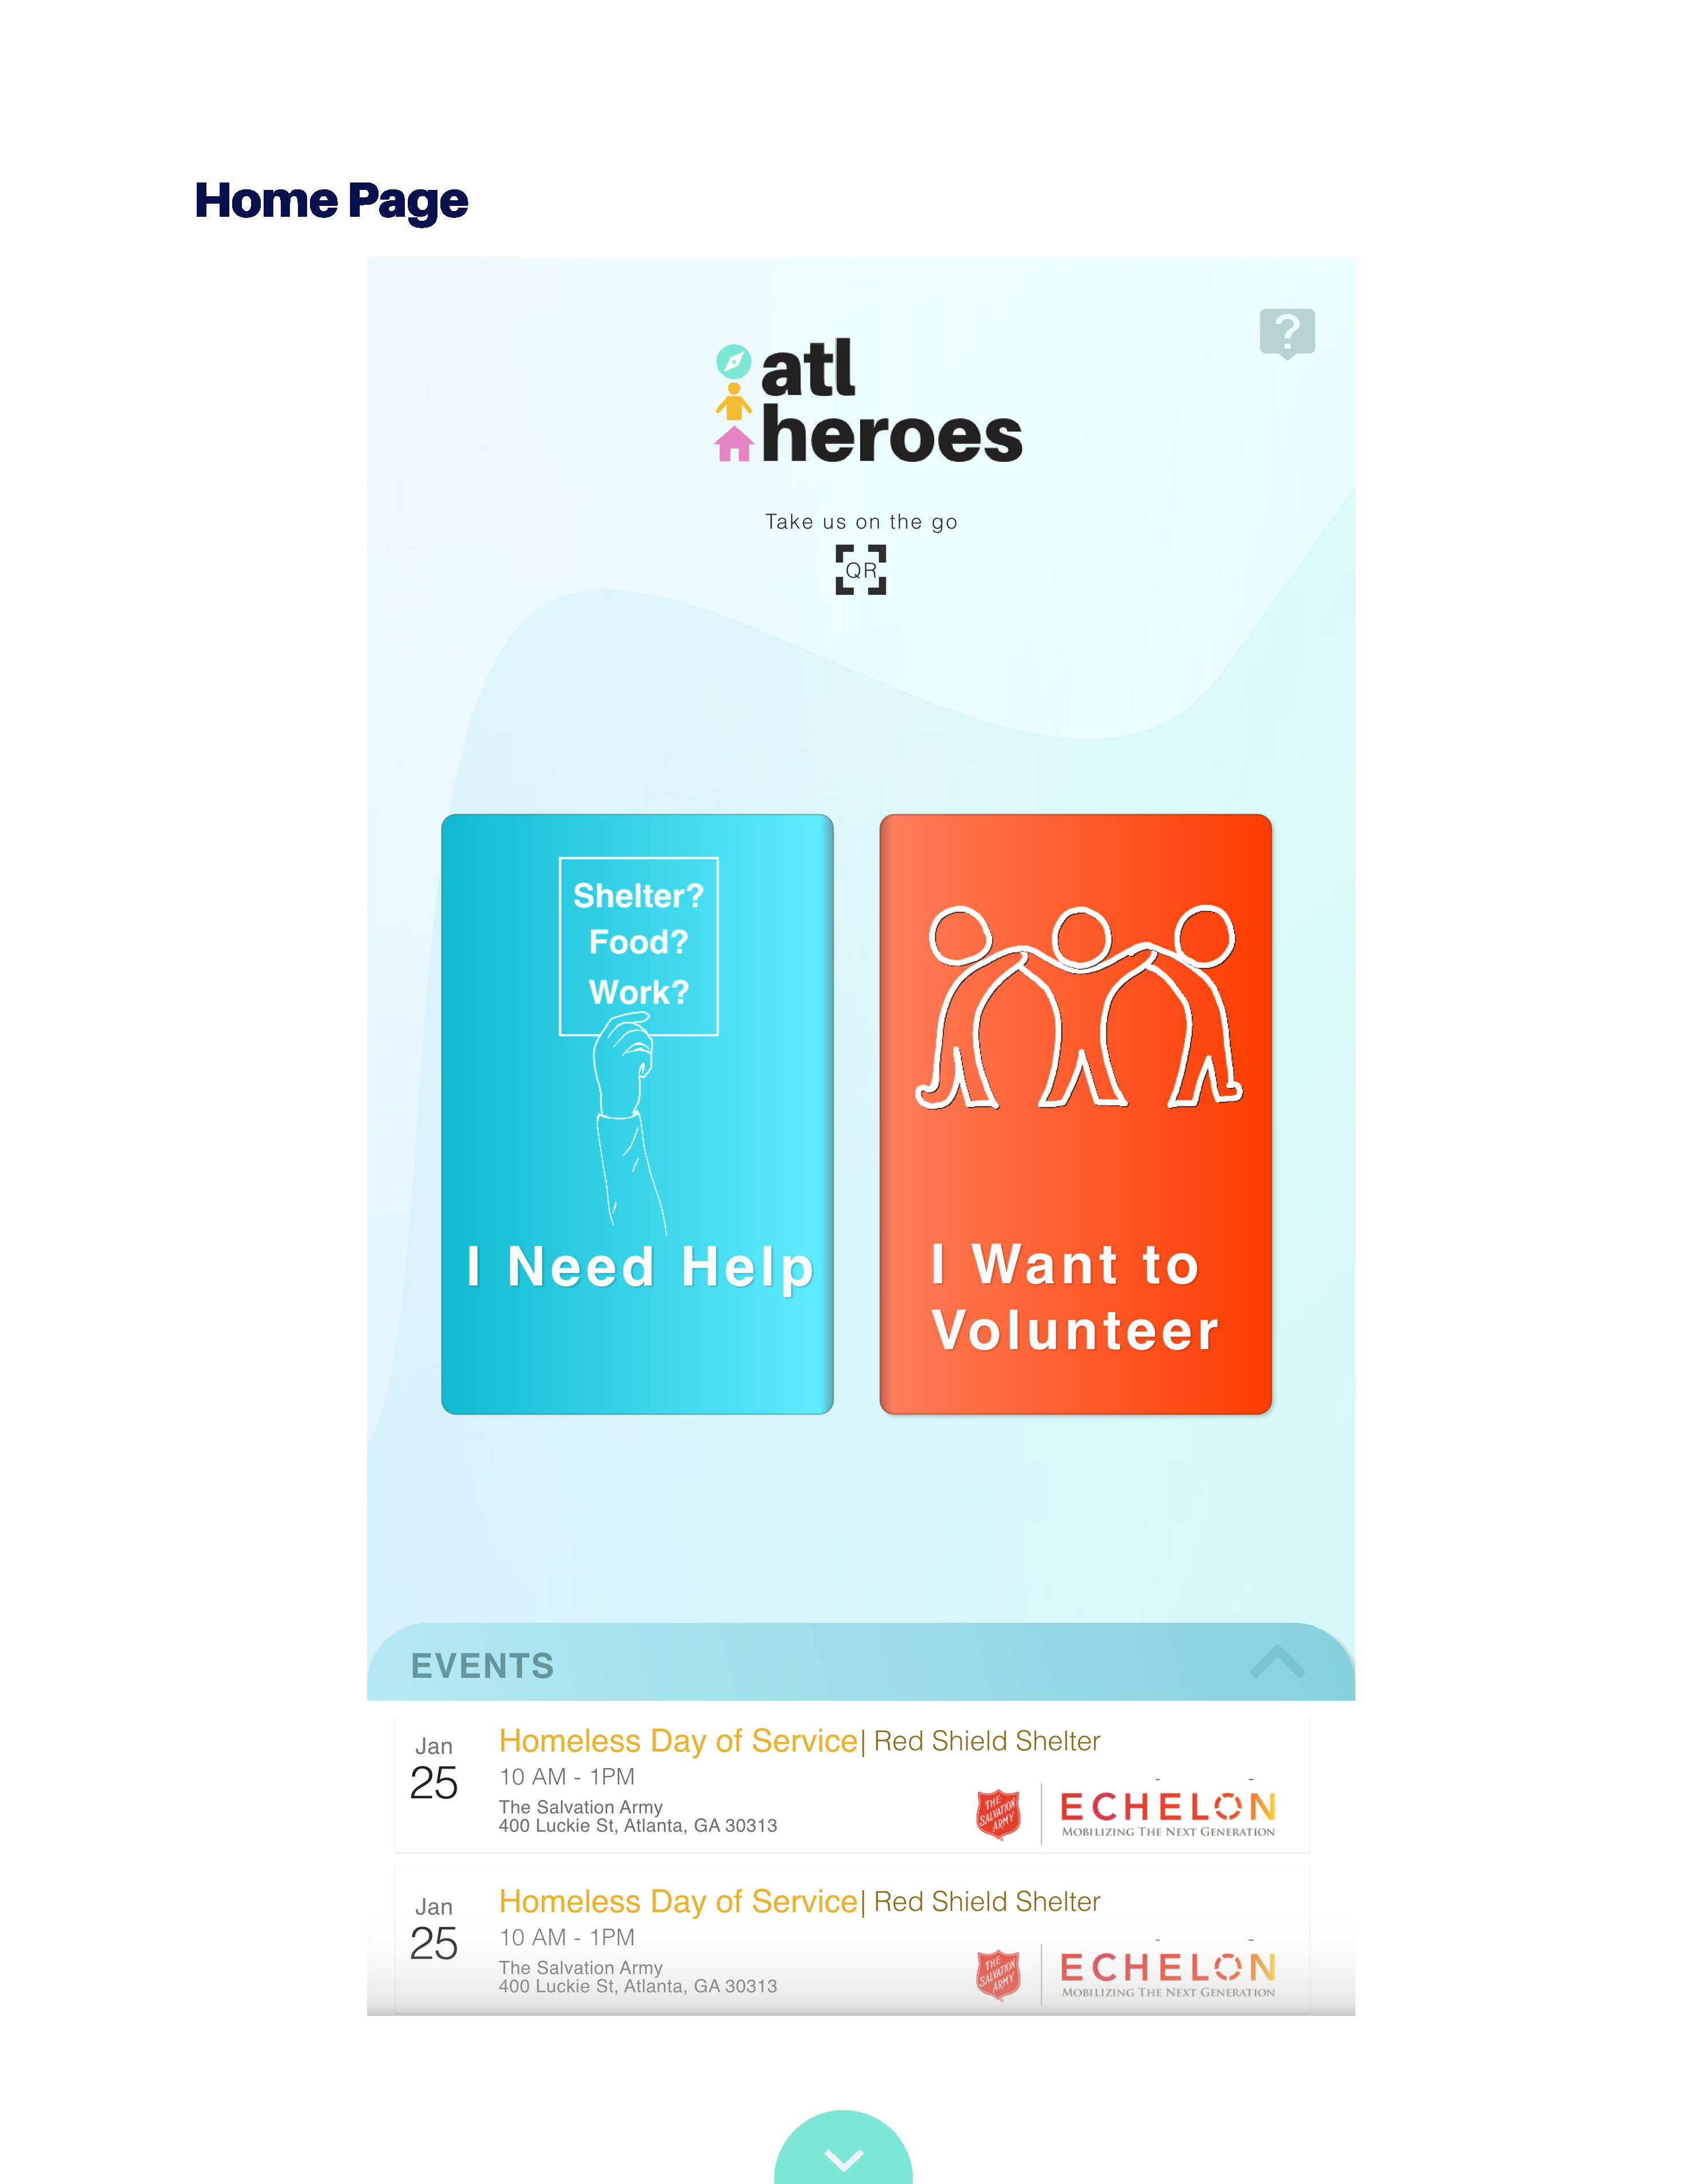 Home Page
?
atl
heroes
Take us on the go
QR
Shelter?
Food?
Work?
I Need Help
I Want to
Volunteer
EVENTS
Jan
25
Homeless Day of Service| Red Shield Shelter
10 AM - 1PM
The Salvation Army
400 Luckie St, Atlanta, GA 30313
THE SALVATION ARMY
ECHELON
MOBILIZING THE NEXT GENERATION
Jan
25
Homeless Day of Service| Red Shield Shelter
10 AM - 1PM
The Salvation Army
400 Luckie St, Atlanta, GA 30313
THE SALVATION ARMY
ECHELON
MOBILIZING THE NEXT GENERATION